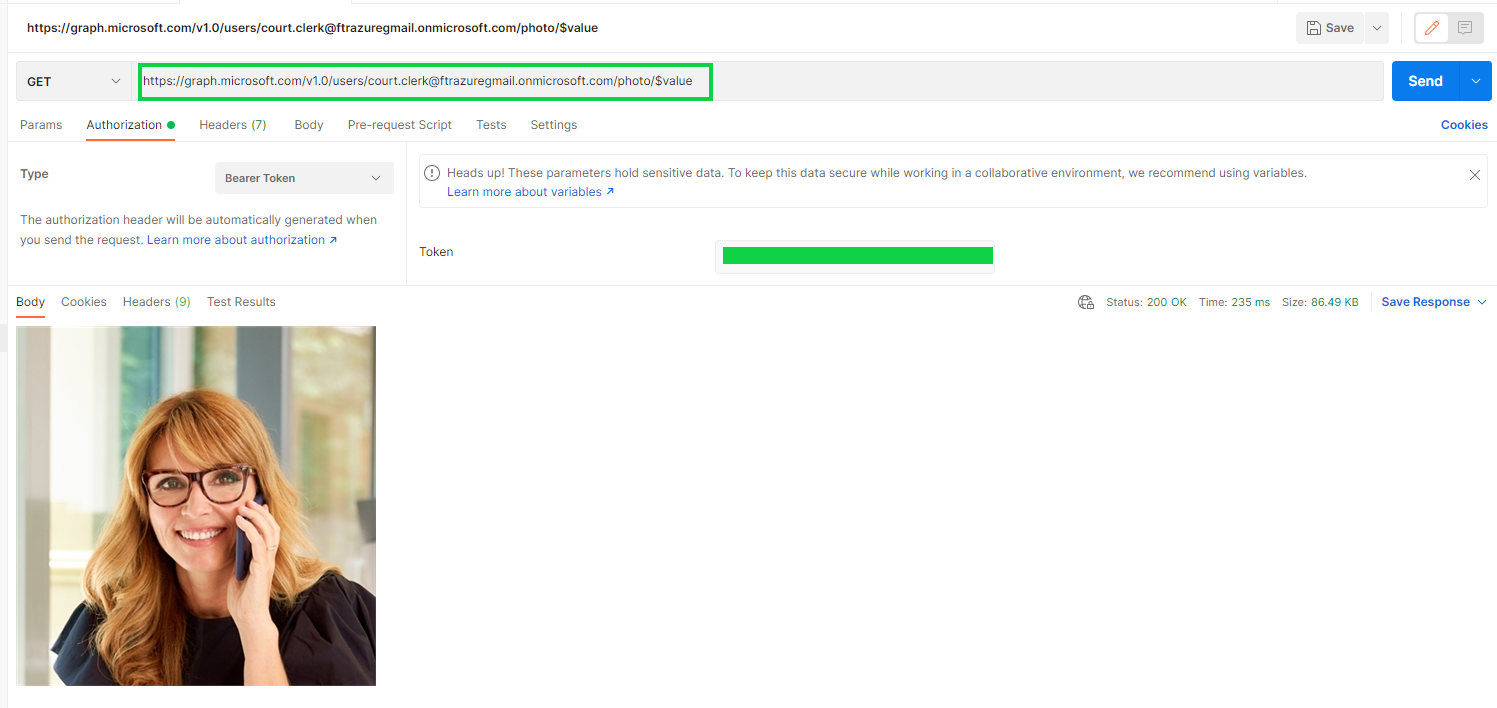 https://graph.microsoft.com/v1.0/users/court.clerk@ftrazuregmail.onmicrosoft.com/photo/$value
Save
GET
https://graph.microsoft.com/v1.0/users/court.clerk@ftrazuregmail.onmicrosoft.com/photo/$value
Send
Params Authorization Headers (7) Body Pre-request Script Tests Settings Cookies
Type
Bearer Token
The authorization header will be automatically generated when
you send the request. Learn more about authorization ↗
Heads up! These parameters hold sensitive data. To keep this data secure while working in a collaborative environment, we recommend using variables.
Learn more about variables ↗
Token
Body Cookies Headers (9) Test Results Status: 200 OK Time: 235 ms Size: 86.49 KB Save Response